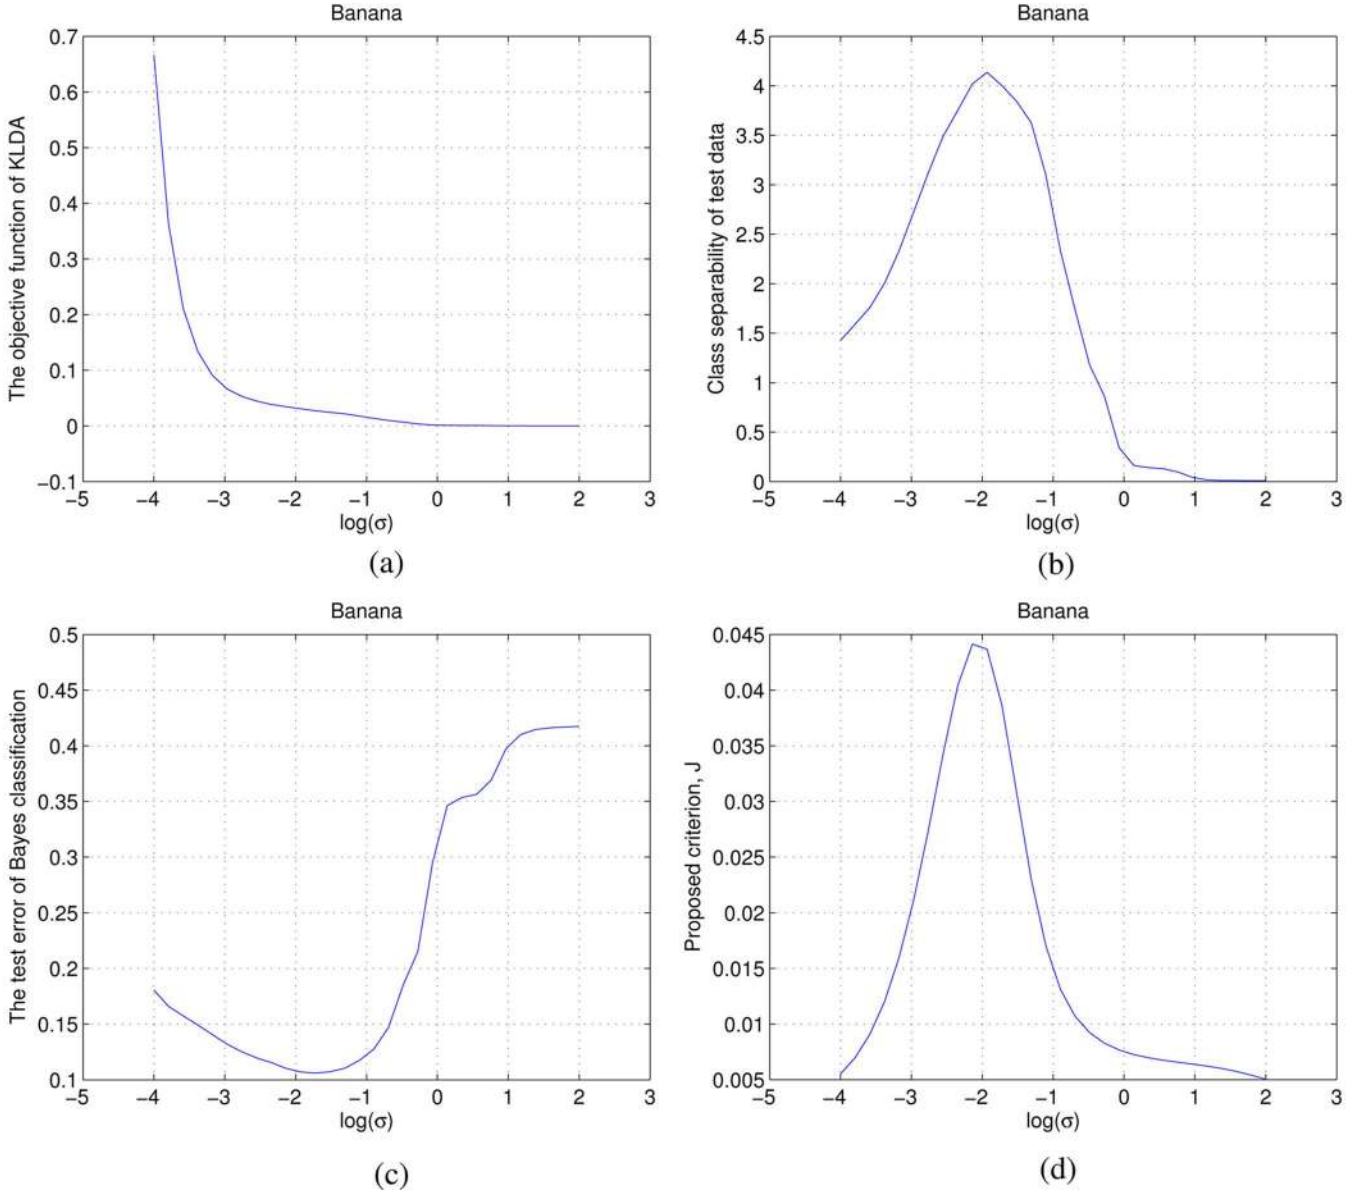 Banana
The objective function of KLDA
0.7
0.6
0.5
0.4
0.3
0.2
0.1
0
−0.1
−5 −4 −3 −2 −1 0 1 2 3
log(σ)
(a)
Banana
Class separability of test data
4.5
4
3.5
3
2.5
2
1.5
1
0.5
0
−5 −4 −3 −2 −1 0 1 2 3
log(σ)
(b)
Banana
The test error of Bayes classification
0.5
0.45
0.4
0.35
0.3
0.25
0.2
0.15
0.1
−5 −4 −3 −2 −1 0 1 2 3
log(σ)
(c)
Banana
Proposed criterion, J
0.045
0.04
0.035
0.03
0.025
0.02
0.015
0.01
0.005
−5 −4 −3 −2 −1 0 1 2 3
log(σ)
(d)